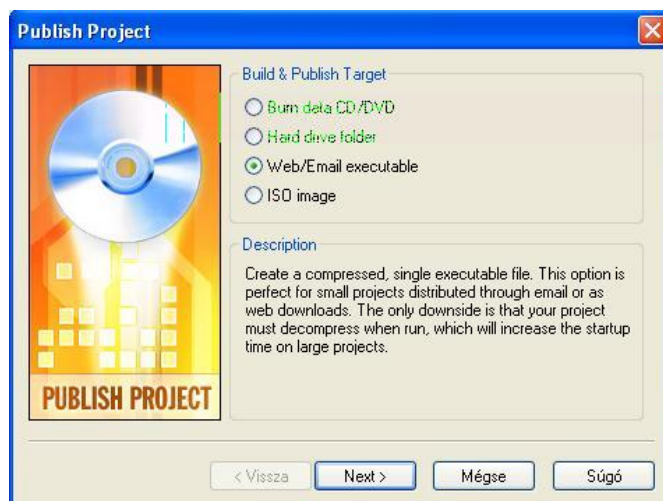 Publish Project
Build & Publish Target
Burn data CD/DVD
Hard drive folder
Web/Email executable
ISO image
Description
Create a compressed, single executable file. This option is
perfect for small projects distributed through email or as
web downloads. The only downside is that your project
must decompress when run, which will increase the startup
time on large projects.
PUBLISH PROJECT
< Vissza
Next >
Mégse
Súgó